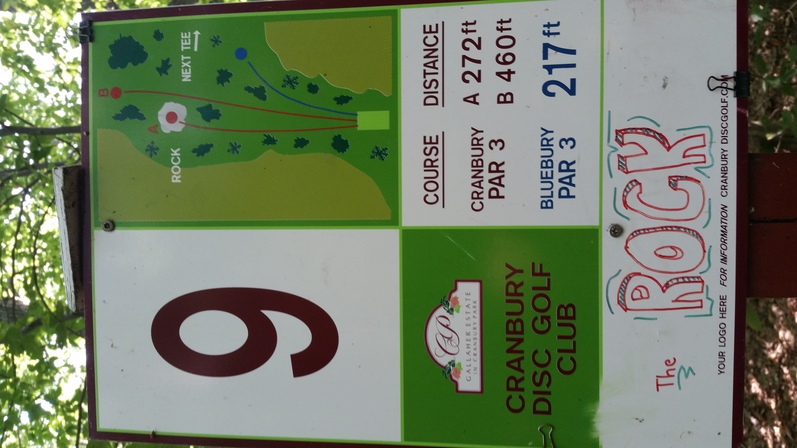 9
B
A
ROCK
NEXT TEE
GP
GALLAHER ESTATE
IN CRANBURY PARK
CRANBURY
DISC GOLF
CLUB
COURSE DISTANCE
CRANBURY
PAR 3
A 272ft
B 460ft
BLUEBURY
PAR 3
217ft
The ROCK
YOUR LOGO HERE FOR INFORMATION CRANBURY DISCGOLF.COM